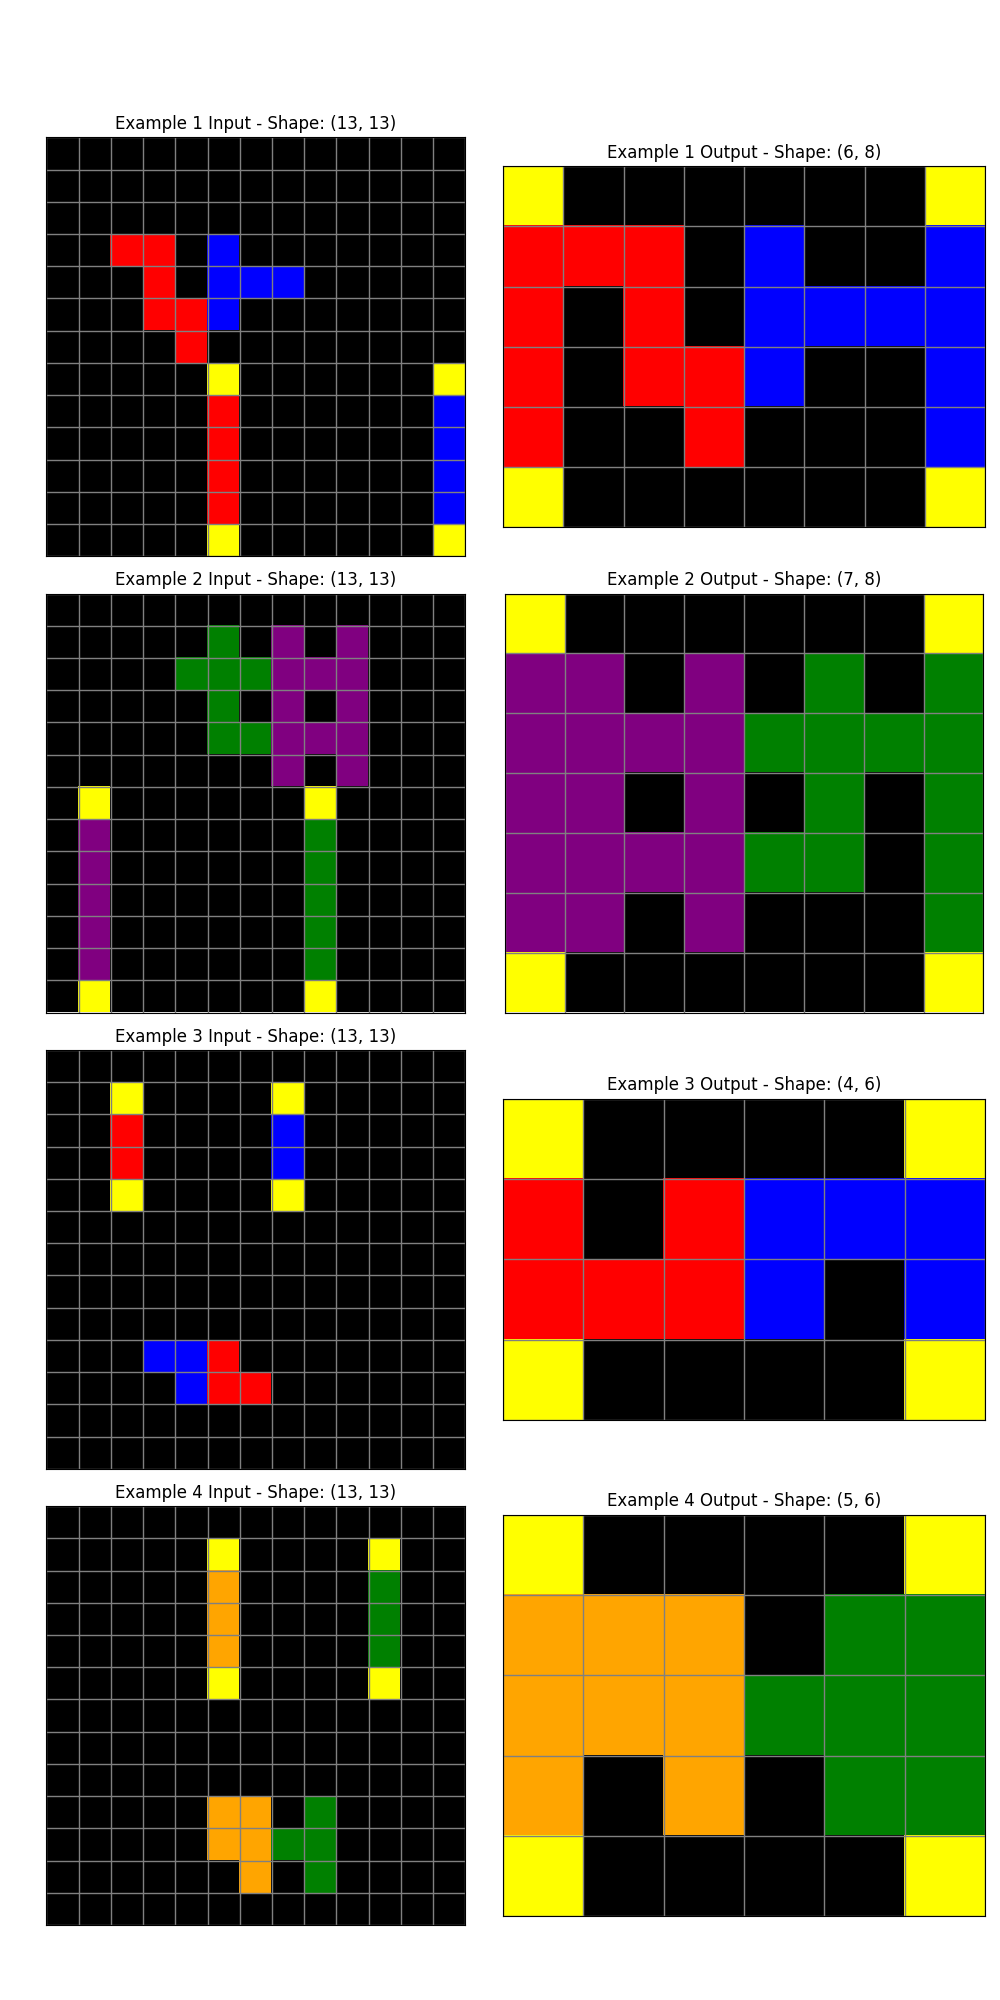 Example 1 Input - Shape: (13, 13)
Example 1 Output - Shape: (6, 8)
Example 2 Input - Shape: (13, 13)
Example 2 Output - Shape: (7, 8)
Example 3 Input - Shape: (13, 13)
Example 3 Output - Shape: (4, 6)
Example 4 Input - Shape: (13, 13)
Example 4 Output - Shape: (5, 6)